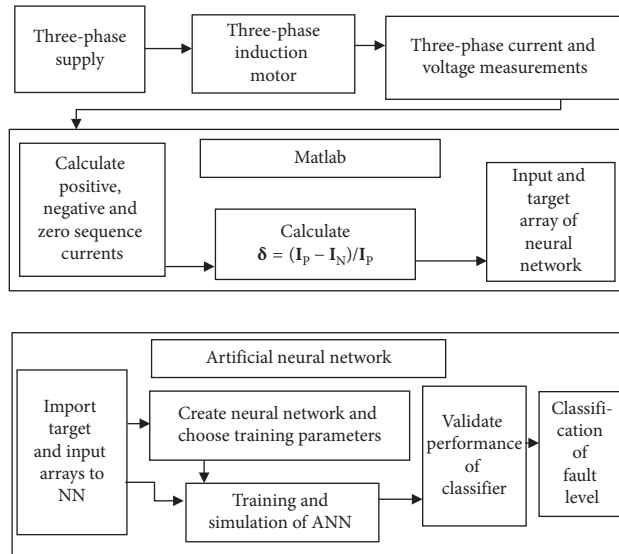 Three-phase
supply
Three-phase
induction
motor
Three-phase current and
voltage measurements
Matlab
Calculate
positive,
negative and
zero sequence
currents
Calculate
δ = (I_P – I_N)/I_P
Input and
target
array of
neural
network
Artificial neural network
Import
target
and input
arrays to
NN
Create neural network and
choose training parameters
Training and
simulation of ANN
Validate
performance
of
classifier
Classifi-
cation
of
fault
level